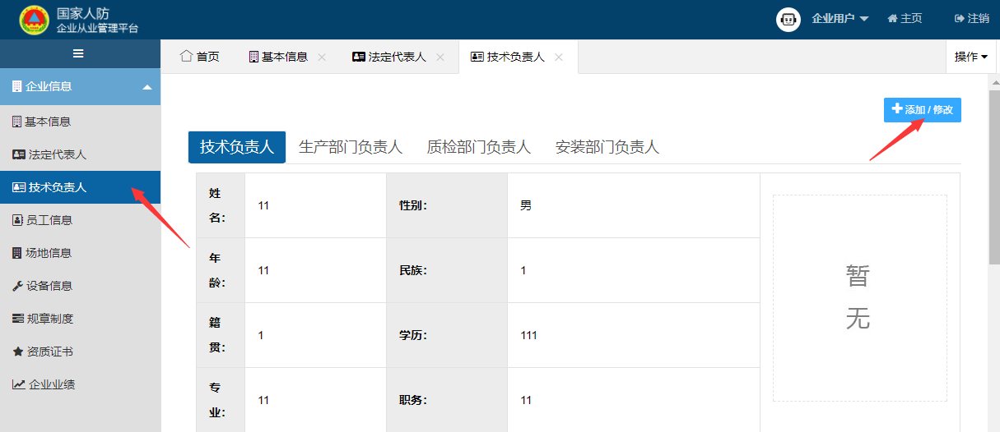 国家人防
企业从业管理平台
企业用户
主页
注销
首页
基本信息
法定代表人
技术负责人
操作
企业信息
基本信息
法定代表人
技术负责人
员工信息
场地信息
设备信息
规章制度
资质证书
企业业绩
添加 / 修改
技术负责人
生产部门负责人
质检部门负责人
安装部门负责人
姓
名：
11
性别：
男
年
龄：
11
民族：
1
籍
贯：
1
学历：
111
专
业：
11
职务：
11
暂
无